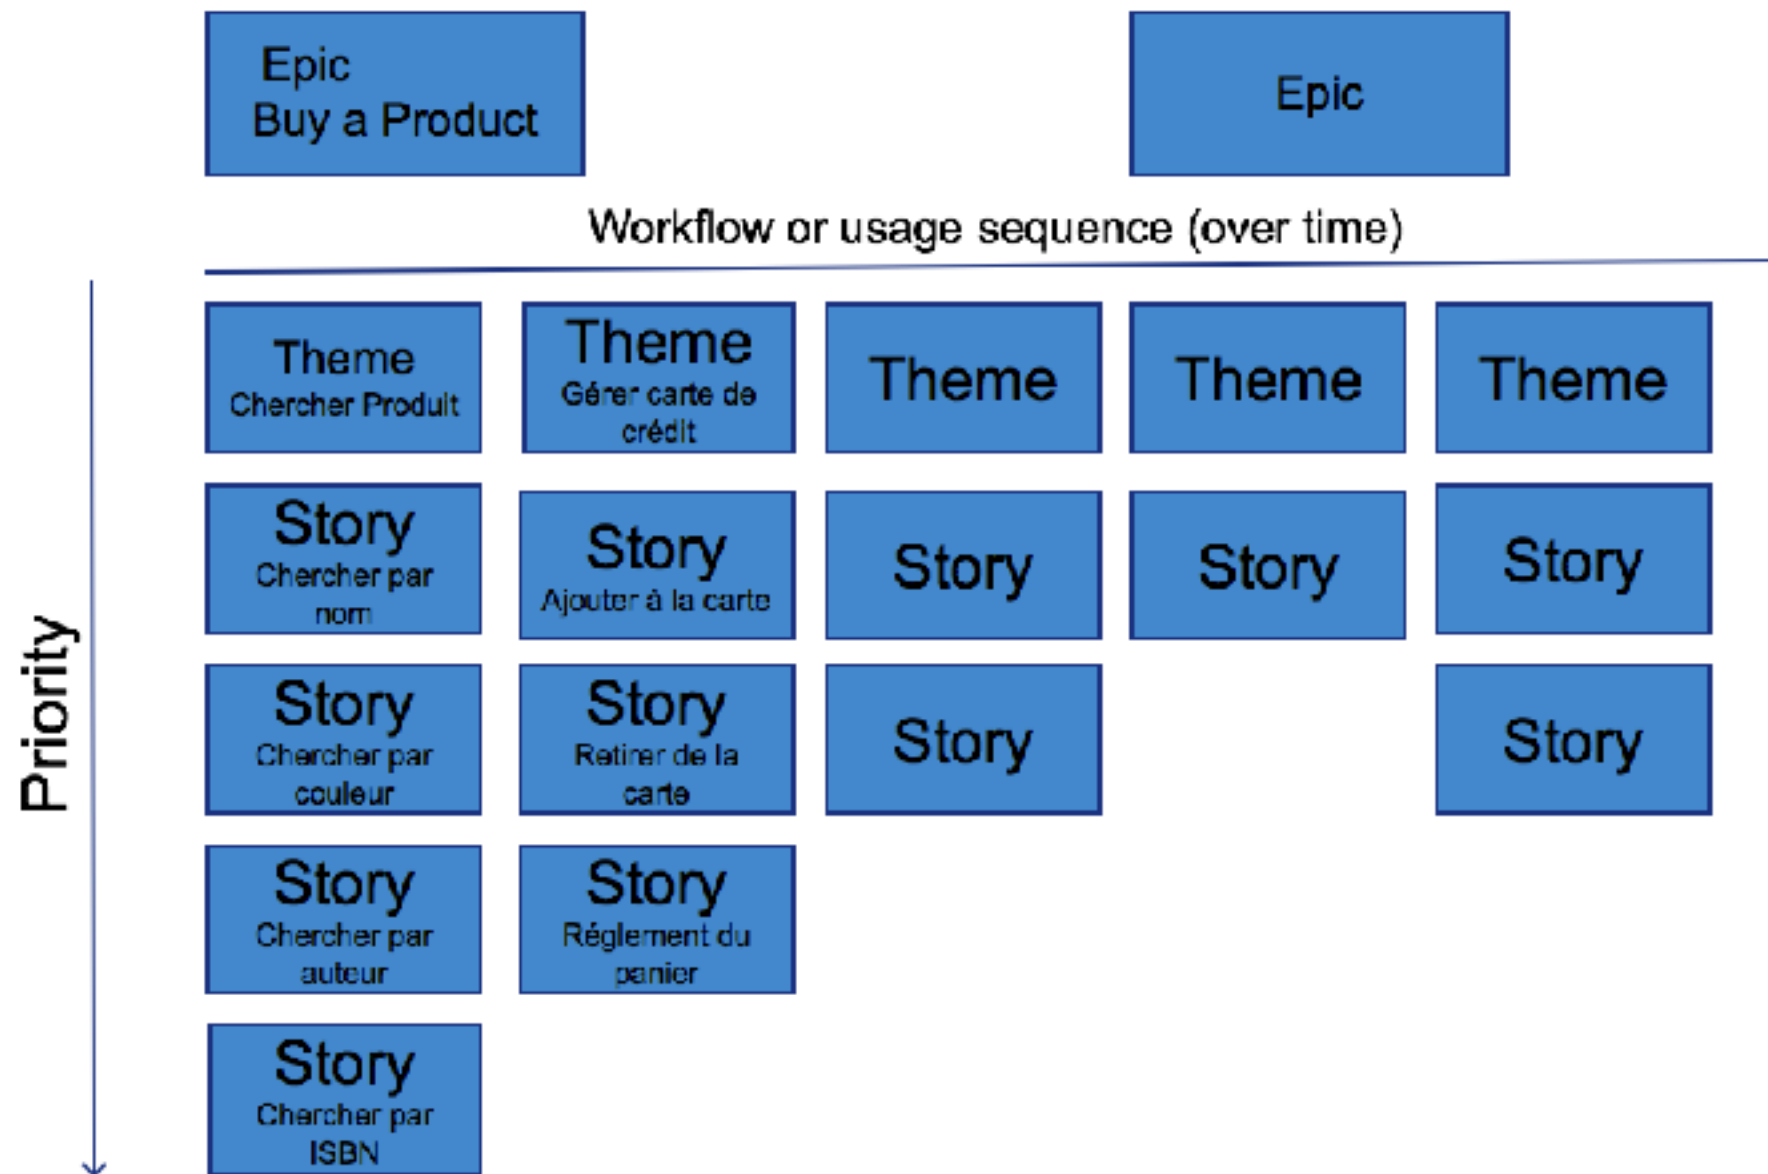 Epic
Buy a Product
Epic
Workflow or usage sequence (over time)
Priority
Theme
Chercher Produit
Theme
Gérer carte de
crédit
Theme
Theme
Theme
Story
Chercher par
nom
Story
Ajouter à la carte
Story
Story
Story
Story
Chercher par
couleur
Story
Retirer de la
carte
Story
Story
Story
Chercher par
auteur
Story
Réglement du
panier
Story
Chercher par
ISBN